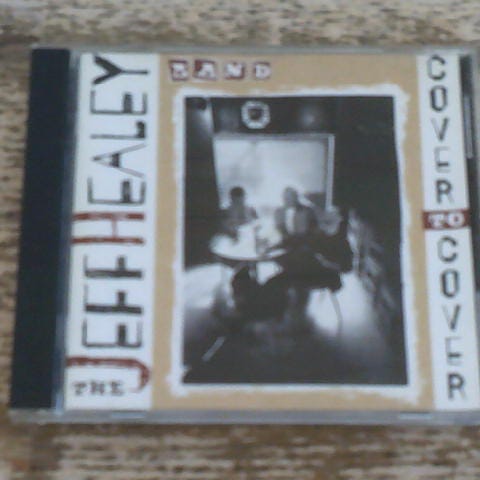 THE JEFF HEALEY
BAND
COVER TO COVER